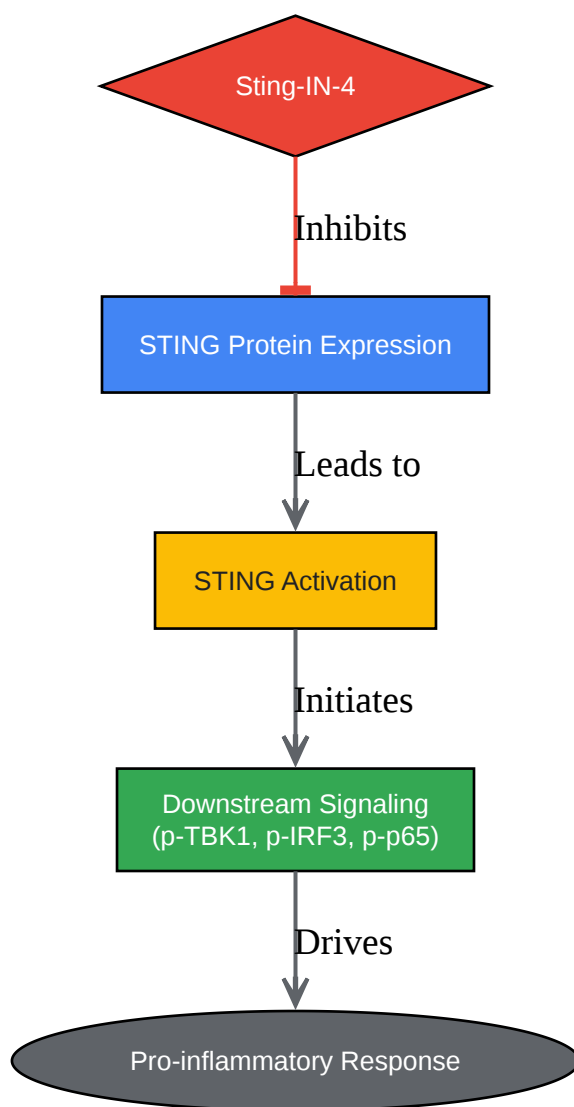 Sting-IN-4
Inhibits
STING Protein Expression
Leads to
STING Activation
Initiates
Downstream Signaling
(p-TBK1, p-IRF3, p-p65)
Drives
Pro-inflammatory Response